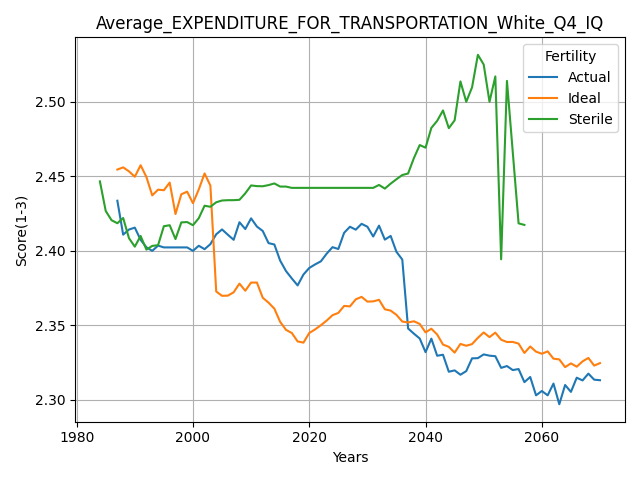 Average_EXPENDITURE_FOR_TRANSPORTATION_White_Q4_IQ
Fertility
Actual
Ideal
Sterile
Score(1-3)
2.50
2.45
2.40
2.35
2.30
1980
2000
2020
2040
2060
Years